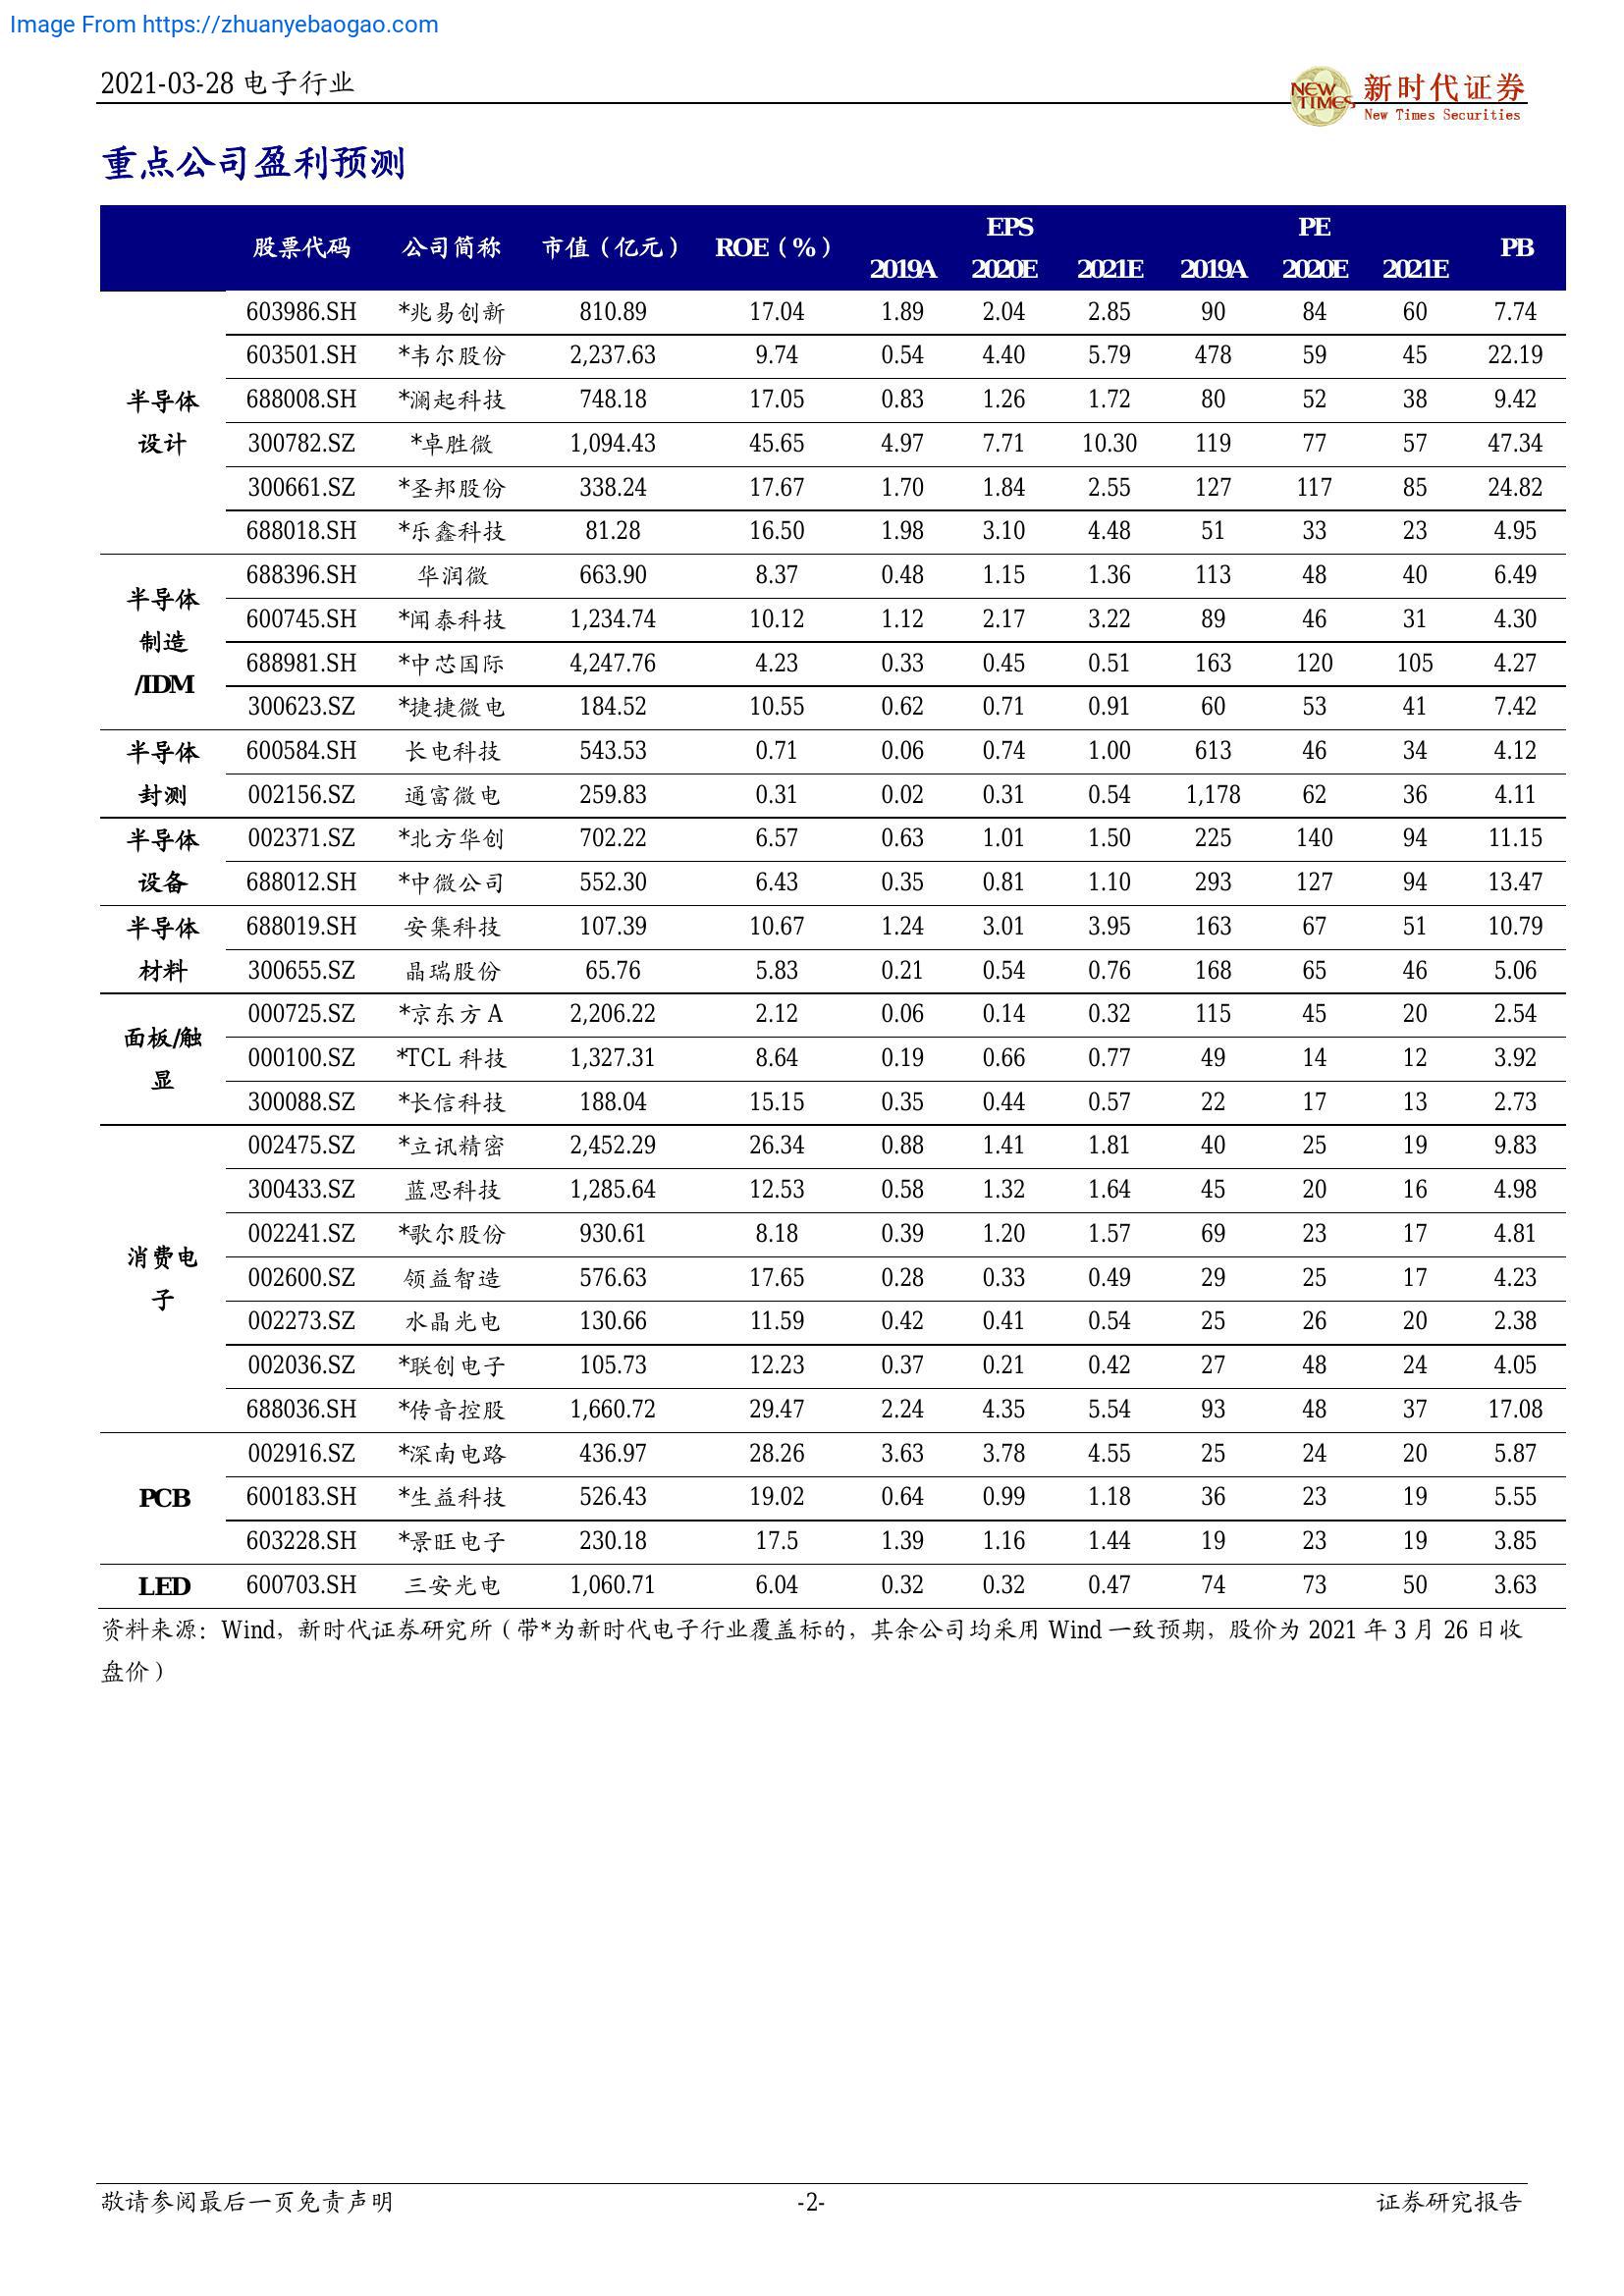 Image From https://zhuanyebaogao.com
2021-03-28 电子行业
NEW TIMES 新时代证券
New Times Securities
重点公司盈利预测
股票代码 公司简称 市值（亿元） ROE（%） EPS PE PB
2019A 2020E 2021E 2019A 2020E 2021E
半导体设计 603986.SH *兆易创新 810.89 17.04 1.89 2.04 2.85 90 84 60 7.74
603501.SH *韦尔股份 2,237.63 9.74 0.54 4.40 5.79 478 59 45 22.19
688008.SH *澜起科技 748.18 17.05 0.83 1.26 1.72 80 52 38 9.42
300782.SZ *卓胜微 1,094.43 45.65 4.97 7.71 10.30 119 77 57 47.34
300661.SZ *圣邦股份 338.24 17.67 1.70 1.84 2.55 127 117 85 24.82
688018.SH *乐鑫科技 81.28 16.50 1.98 3.10 4.48 51 33 23 4.95
半导体制造/IDM 688396.SH 华润微 663.90 8.37 0.48 1.15 1.36 113 48 40 6.49
600745.SH *闻泰科技 1,234.74 10.12 1.12 2.17 3.22 89 46 31 4.30
688981.SH *中芯国际 4,247.76 4.23 0.33 0.45 0.51 163 120 105 4.27
300623.SZ *捷捷微电 184.52 10.55 0.62 0.71 0.91 60 53 41 7.42
半导体封测 600584.SH 长电科技 543.53 0.71 0.06 0.74 1.00 613 46 34 4.12
002156.SZ 通富微电 259.83 0.31 0.02 0.31 0.54 1,178 62 36 4.11
半导体设备 002371.SZ *北方华创 702.22 6.57 0.63 1.01 1.50 225 140 94 11.15
688012.SH *中微公司 552.30 6.43 0.35 0.81 1.10 293 127 94 13.47
半导体材料 688019.SH 安集科技 107.39 10.67 1.24 3.01 3.95 163 67 51 10.79
300655.SZ 晶瑞股份 65.76 5.83 0.21 0.54 0.76 168 65 46 5.06
面板/触显 000725.SZ *京东方 A 2,206.22 2.12 0.06 0.14 0.32 115 45 20 2.54
000100.SZ *TCL 科技 1,327.31 8.64 0.19 0.66 0.77 49 14 12 3.92
300088.SZ *长信科技 188.04 15.15 0.35 0.44 0.57 22 17 13 2.73
消费电子 002475.SZ *立讯精密 2,452.29 26.34 0.88 1.41 1.81 40 25 19 9.83
300433.SZ 蓝思科技 1,285.64 12.53 0.58 1.32 1.64 45 20 16 4.98
002241.SZ *歌尔股份 930.61 8.18 0.39 1.20 1.57 69 23 17 4.81
002600.SZ 领益智造 576.63 17.65 0.28 0.33 0.49 29 25 17 4.23
002273.SZ 水晶光电 130.66 11.59 0.42 0.41 0.54 25 26 20 2.38
002036.SZ *联创电子 105.73 12.23 0.37 0.21 0.42 27 48 24 4.05
688036.SH *传音控股 1,660.72 29.47 2.24 4.35 5.54 93 48 37 17.08
PCB 002916.SZ *深南电路 436.97 28.26 3.63 3.78 4.55 25 24 20 5.87
600183.SH *生益科技 526.43 19.02 0.64 0.99 1.18 36 23 19 5.55
603228.SH *景旺电子 230.18 17.5 1.39 1.16 1.44 19 23 19 3.85
LED 600703.SH 三安光电 1,060.71 6.04 0.32 0.32 0.47 74 73 50 3.63
资料来源：Wind，新时代证券研究所（带*为新时代电子行业覆盖标的，其余公司均采用 Wind 一致预期，股价为 2021 年 3 月 26 日收
盘价）
敬请参阅最后一页免责声明 -2- 证券研究报告